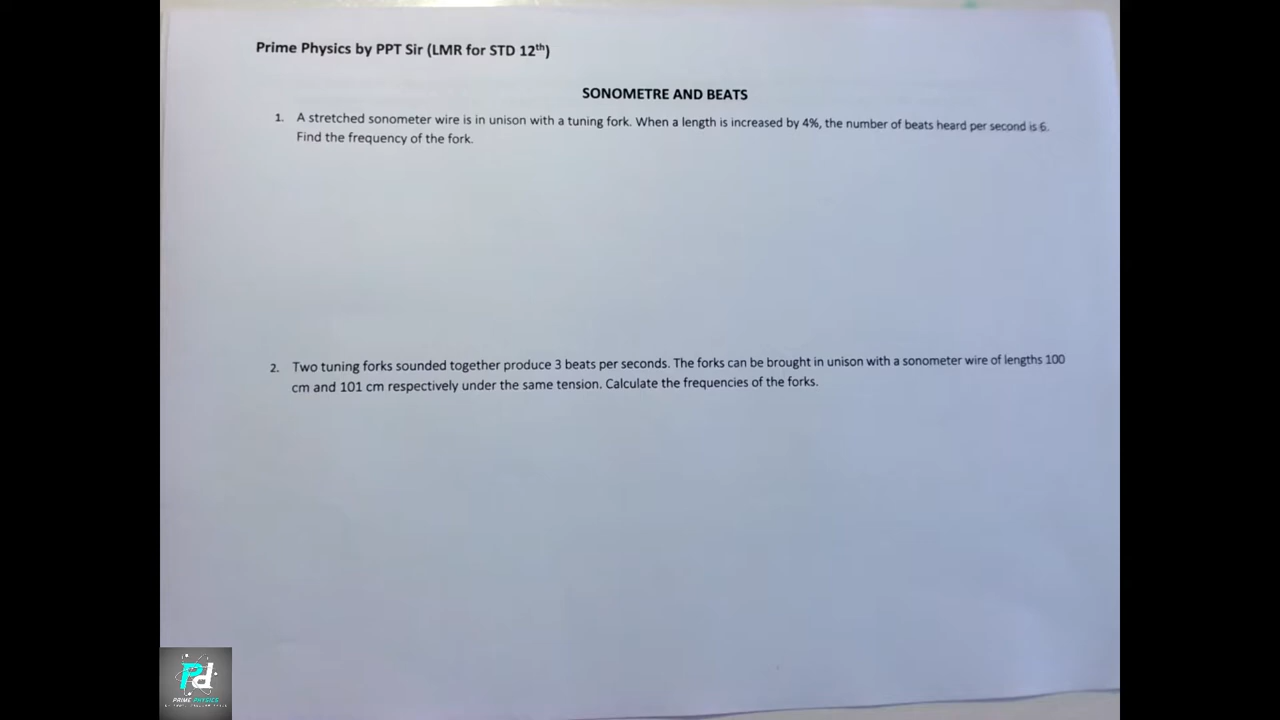 Prime Physics by PPT Sir (LMR for STD 12th)
SONOMETRE AND BEATS
1. A stretched sonometer wire is in unison with a tuning fork. When a length is increased by 4%, the number of beats heard per second is 6.
Find the frequency of the fork.
2. Two tuning forks sounded together produce 3 beats per seconds. The forks can be brought in unison with a sonometer wire of lengths 100
cm and 101 cm respectively under the same tension. Calculate the frequencies of the forks.
Pd
PRIME PHYSICS